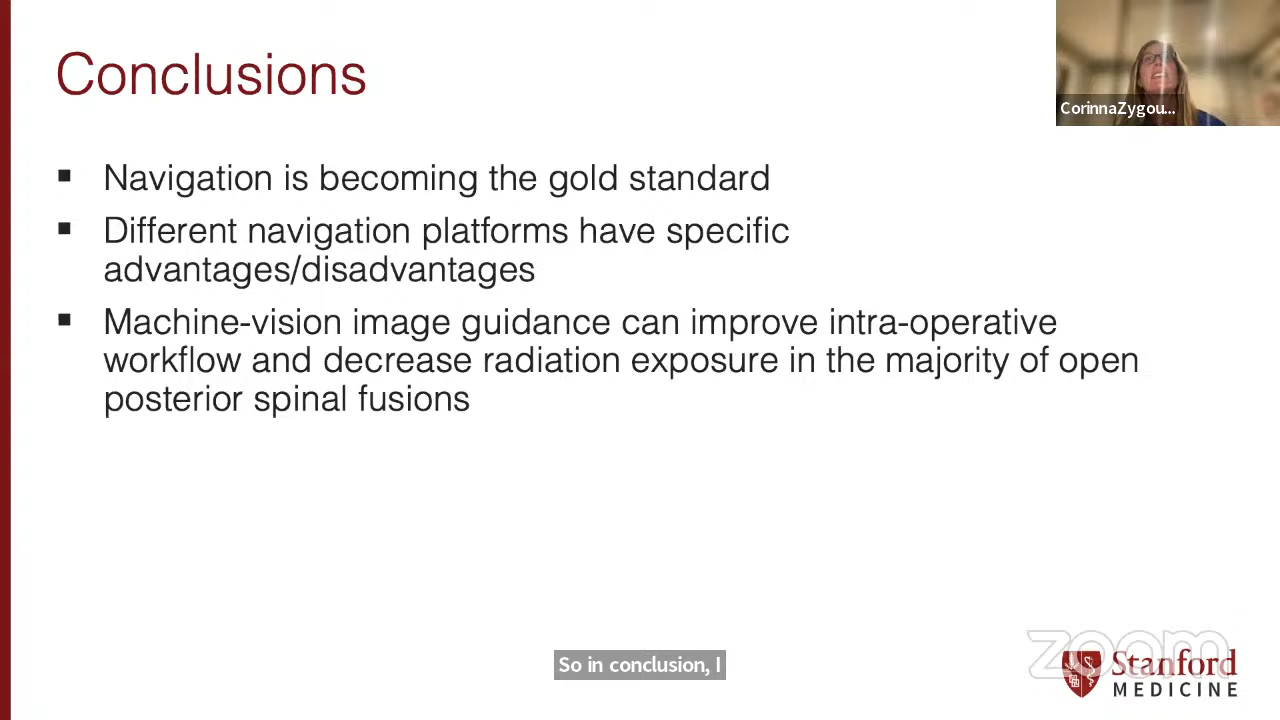 Conclusions
CorinnaZygou...
▪ Navigation is becoming the gold standard
▪ Different navigation platforms have specific
advantages/disadvantages
▪ Machine-vision image guidance can improve intra-operative
workflow and decrease radiation exposure in the majority of open
posterior spinal fusions
So in conclusion, I
zoom
Stanford
MEDICINE